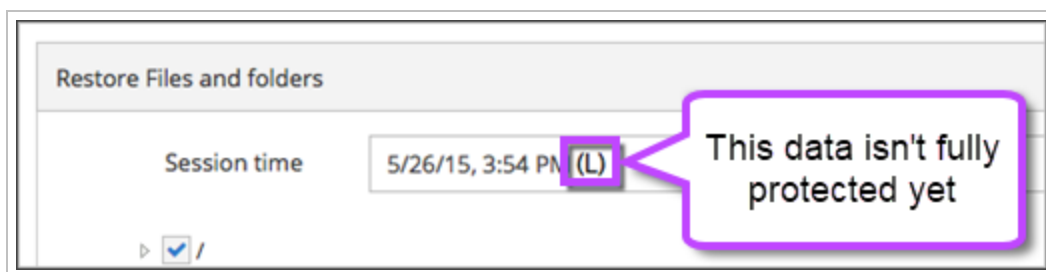 Restore Files and folders
Session time
5/26/15, 3:54 PM (L)
This data isn't fully
protected yet
/